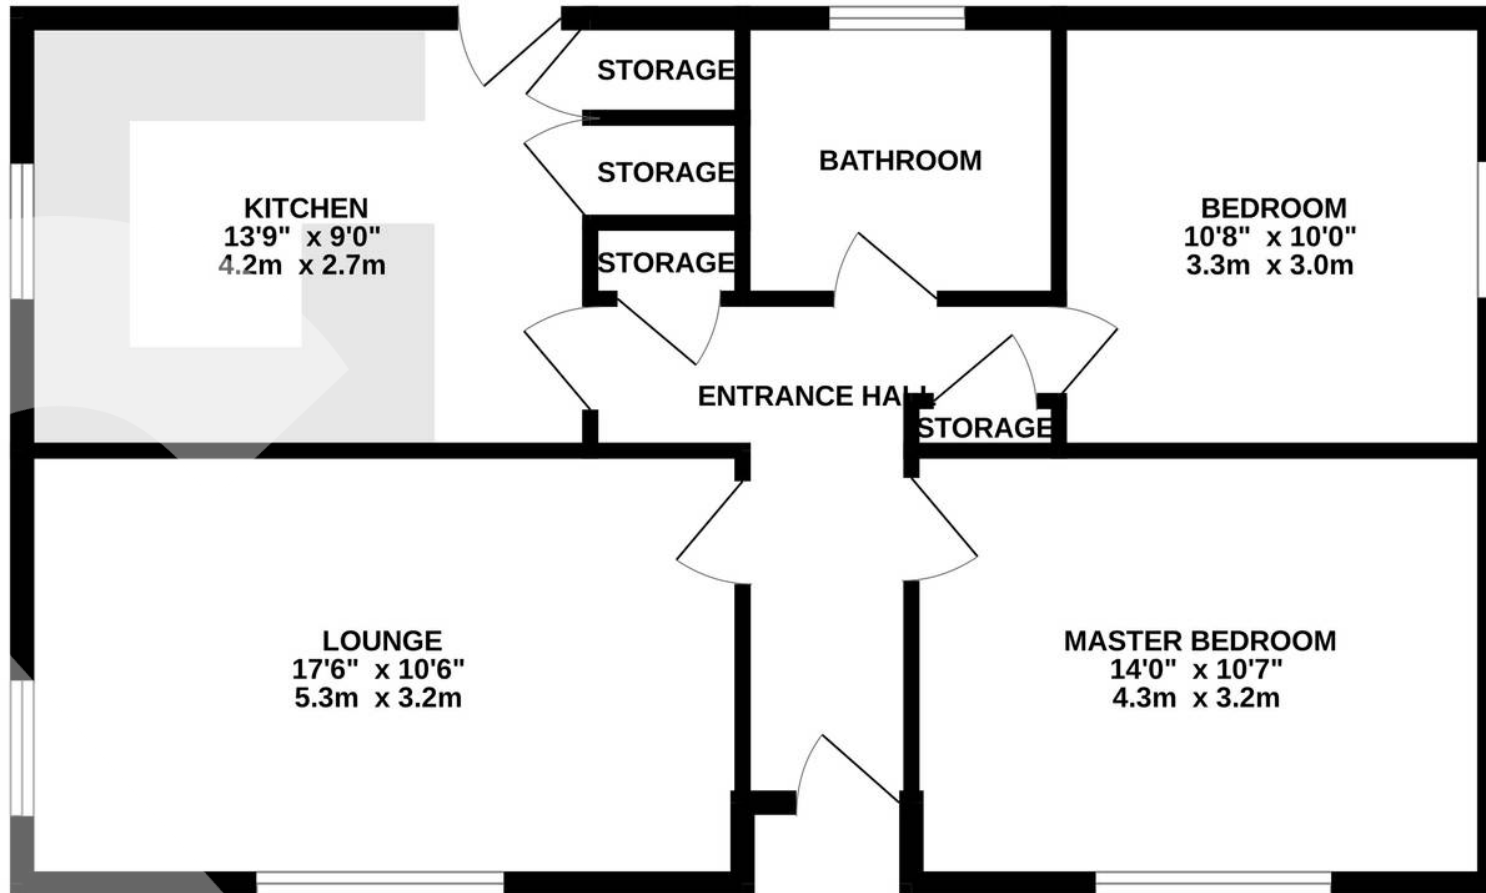 STORAGE
STORAGE
STORAGE
BATHROOM
KITCHEN
13'9" x 9'0"
4.2m x 2.7m
BEDROOM
10'8" x 10'0"
3.3m x 3.0m
ENTRANCE HALL
STORAGE
LOUNGE
17'6" x 10'6"
5.3m x 3.2m
MASTER BEDROOM
14'0" x 10'7"
4.3m x 3.2m